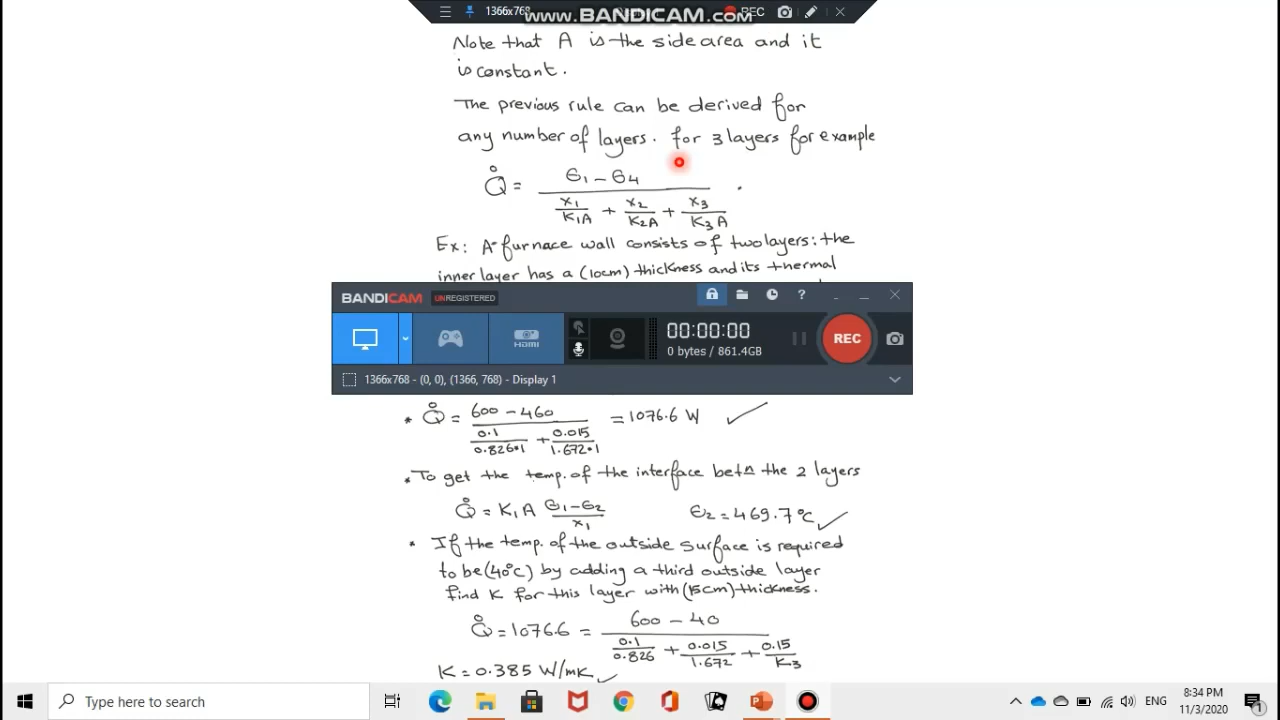 1366x768
www.BANDICAM.com
REC
Note that A is the side area and it
is constant.
The previous rule can be derived for
any number of layers. for 3 layers for example
Q̊ = (ϴ1 - ϴ4) / (x1/K1A + x2/K2A + x3/K3A)
Ex: A furnace wall consists of two layers: the
inner layer has a (10cm) thickness and its thermal
BANDICAM UNREGISTERED
HDMI
00:00:00
0 bytes / 861.4GB
REC
1366x768 - (0, 0), (1366, 768) - Display 1
* Q̊ = (600 - 460) / (0.1/0.826*1 + 0.015/1.672*1) = 1076.6 W ✓
* To get the temp. of the interface betn the 2 layers
Q̊ = K1 A (ϴ1-ϴ2)/x1 ϴ2 = 469.7°C ✓
* If the temp. of the outside surface is required
to be (40°C) by adding a third outside layer
find K for this layer with (15cm) thickness.
Q̊ = 1076.6 = (600 - 40) / (0.1/0.826 + 0.015/1.672 + 0.15/K3)
K = 0.385 W/mK ✓
Type here to search
ENG
8:34 PM
11/3/2020
1